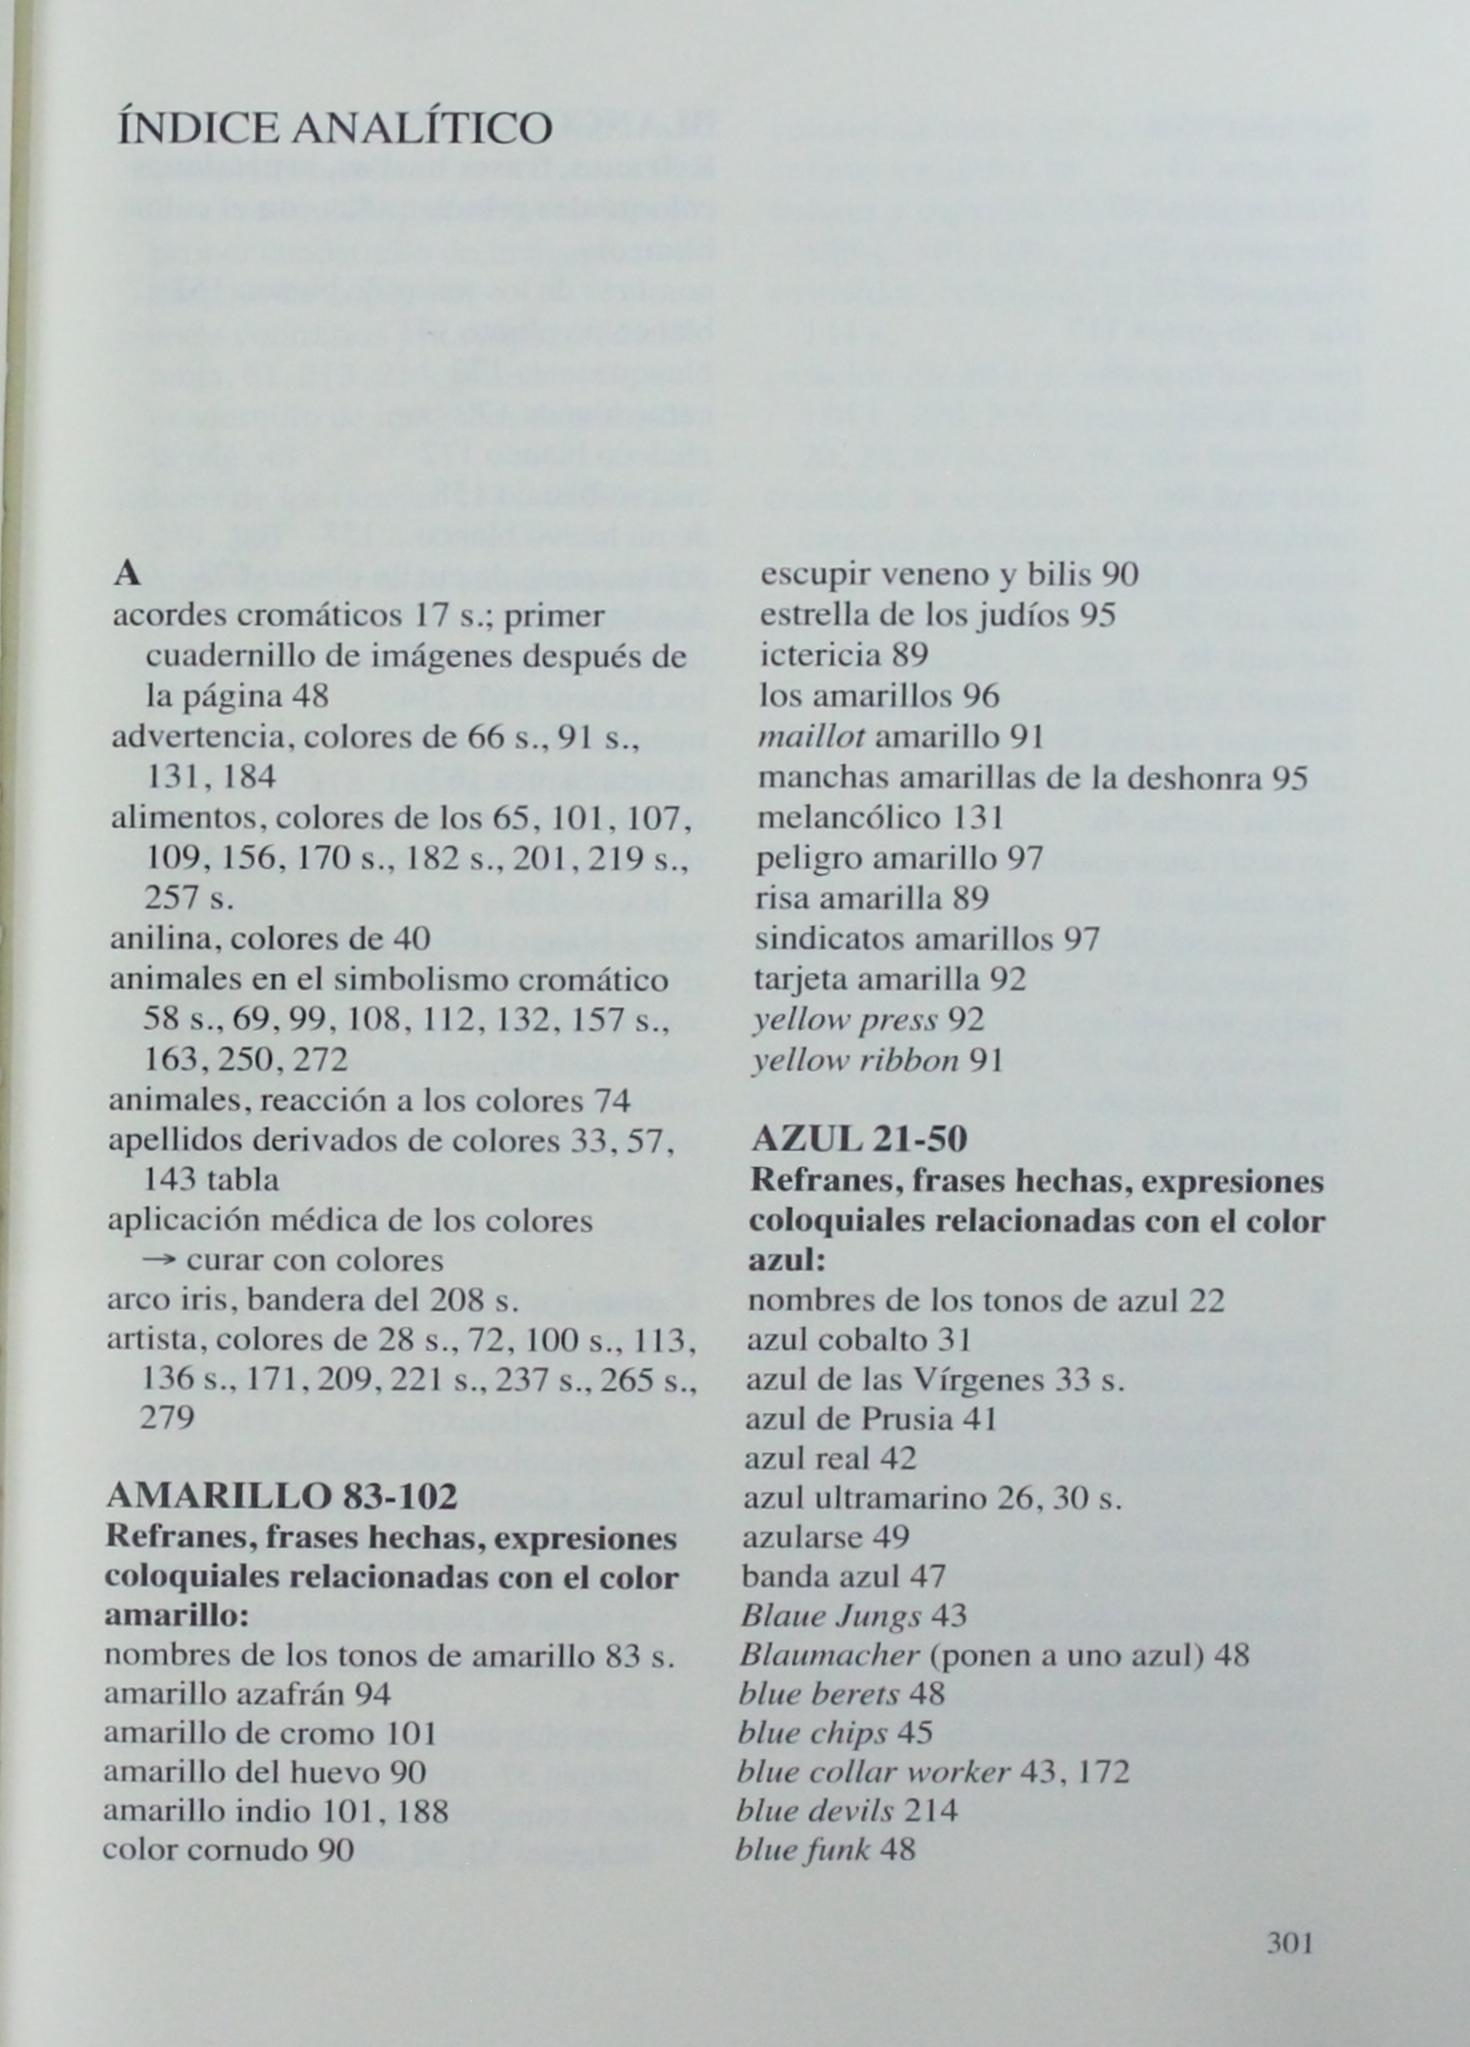 ÍNDICE ANALÍTICO
A
acordes cromáticos 17 s.; primer
cuadernillo de imágenes después de
la página 48
advertencia, colores de 66 s., 91 s.,
131, 184
alimentos, colores de los 65, 101, 107,
109, 156, 170 s., 182 s., 201, 219 s.,
257 s.
anilina, colores de 40
animales en el simbolismo cromático
58 s., 69, 99, 108, 112, 132, 157 s.,
163, 250, 272
animales, reacción a los colores 74
apellidos derivados de colores 33, 57,
143 tabla
aplicación médica de los colores
→ curar con colores
arco iris, bandera del 208 s.
artista, colores de 28 s., 72, 100 s., 113,
136 s., 171, 209, 221 s., 237 s., 265 s.,
279
AMARILLO 83-102
Refranes, frases hechas, expresiones
coloquiales relacionadas con el color
amarillo:
nombres de los tonos de amarillo 83 s.
amarillo azafrán 94
amarillo de cromo 101
amarillo del huevo 90
amarillo indio 101, 188
color cornudo 90
escupir veneno y bilis 90
estrella de los judíos 95
ictericia 89
los amarillos 96
maillot amarillo 91
manchas amarillas de la deshonra 95
melancólico 131
peligro amarillo 97
risa amarilla 89
sindicatos amarillos 97
tarjeta amarilla 92
yellow press 92
yellow ribbon 91
AZUL 21-50
Refranes, frases hechas, expresiones
coloquiales relacionadas con el color
azul:
nombres de los tonos de azul 22
azul cobalto 31
azul de las Vírgenes 33 s.
azul de Prusia 41
azul real 42
azul ultramarino 26, 30 s.
azularse 49
banda azul 47
Blaue Jungs 43
Blaumacher (ponen a uno azul) 48
blue berets 48
blue chips 45
blue collar worker 43, 172
blue devils 214
blue funk 48
301